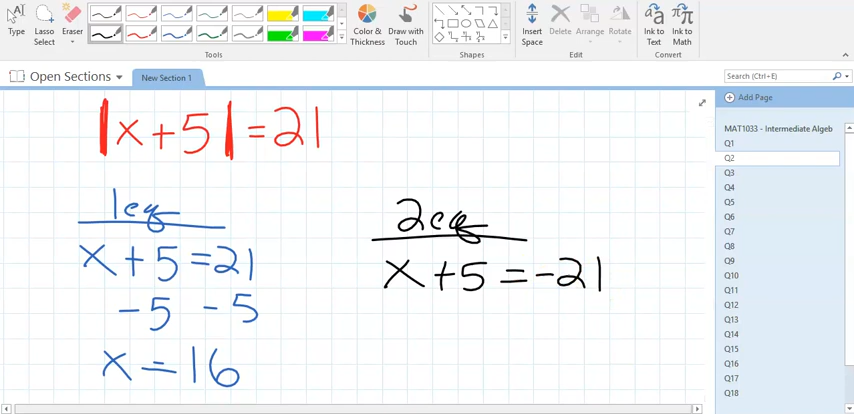 Type
Lasso Select
Eraser
Color & Thickness
Draw with Touch
Insert Space
Delete
Arrange
Rotate
Ink to Text
Ink to Math
Tools
Shapes
Edit
Convert
Open Sections
New Section 1
Search (Ctrl+E)
Add Page
MAT1033 - Intermediate Algeb
Q1
Q2
Q3
Q4
Q5
Q6
Q7
Q8
Q9
Q10
Q11
Q12
Q13
Q14
Q15
Q16
Q17
Q18
|x+5|=21
1eq
x+5=21
-5 -5
x=16
2eq
x+5=-21